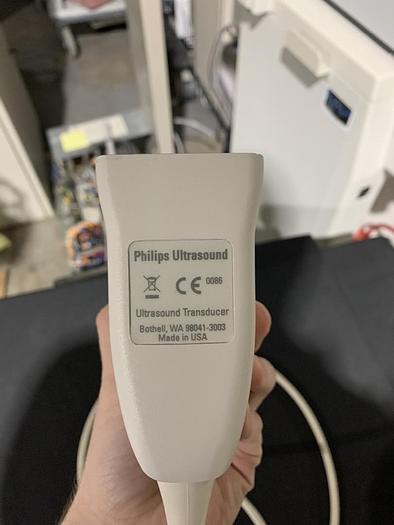 Philips Ultrasound
CE 0086
Ultrasound Transducer
Bothell, WA 98041-3003
Made in USA